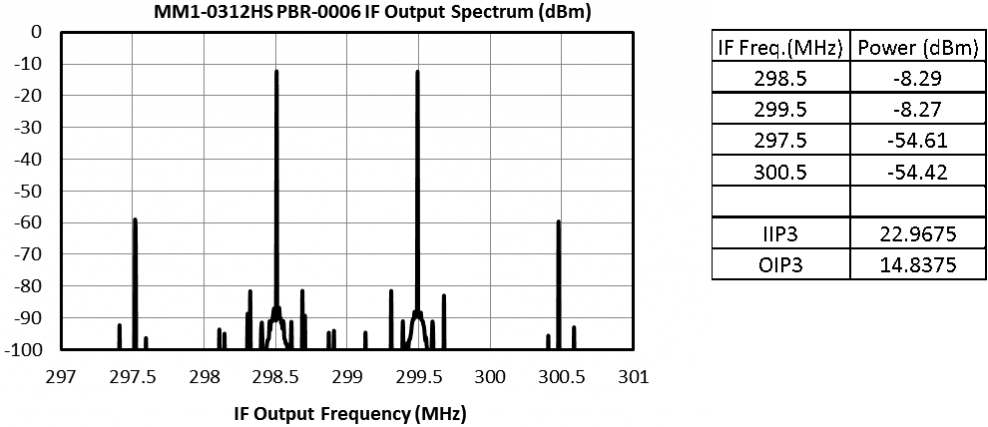 MM1-0312HS PBR-0006 IF Output Spectrum (dBm)
0
-10
-20
-30
-40
-50
-60
-70
-80
-90
-100
297 297.5 298 298.5 299 299.5 300 300.5 301
IF Output Frequency (MHz)
IF Freq.(MHz) Power (dBm)
298.5 -8.29
299.5 -8.27
297.5 -54.61
300.5 -54.42
IIP3 22.9675
OIP3 14.8375